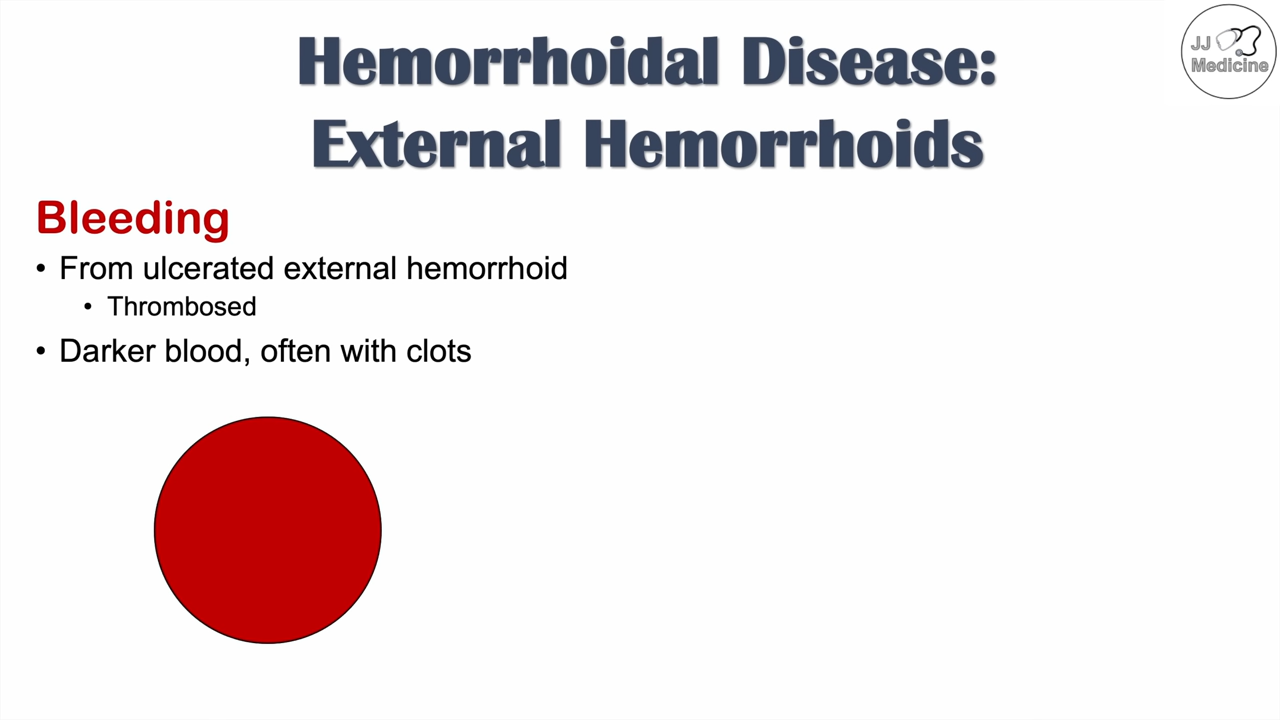 Hemorrhoidal Disease:
External Hemorrhoids
JJ
Medicine
Bleeding
• From ulcerated external hemorrhoid
• Thrombosed
• Darker blood, often with clots